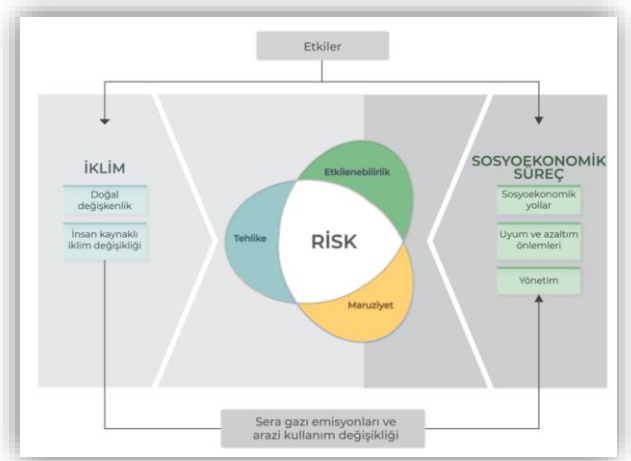 Etkiler
İKLİM
Doğal
değişkenlik
İnsan kaynaklı
iklim değişikliği
Etkilenebilirlik
Tehlike
RİSK
Maruziyet
SOSYOEKONOMİK
SÜREÇ
Sosyoekonomik
yollar
Uyum ve azaltım
önlemleri
Yönetim
Sera gazı emisyonları ve
arazi kullanım değişikliği